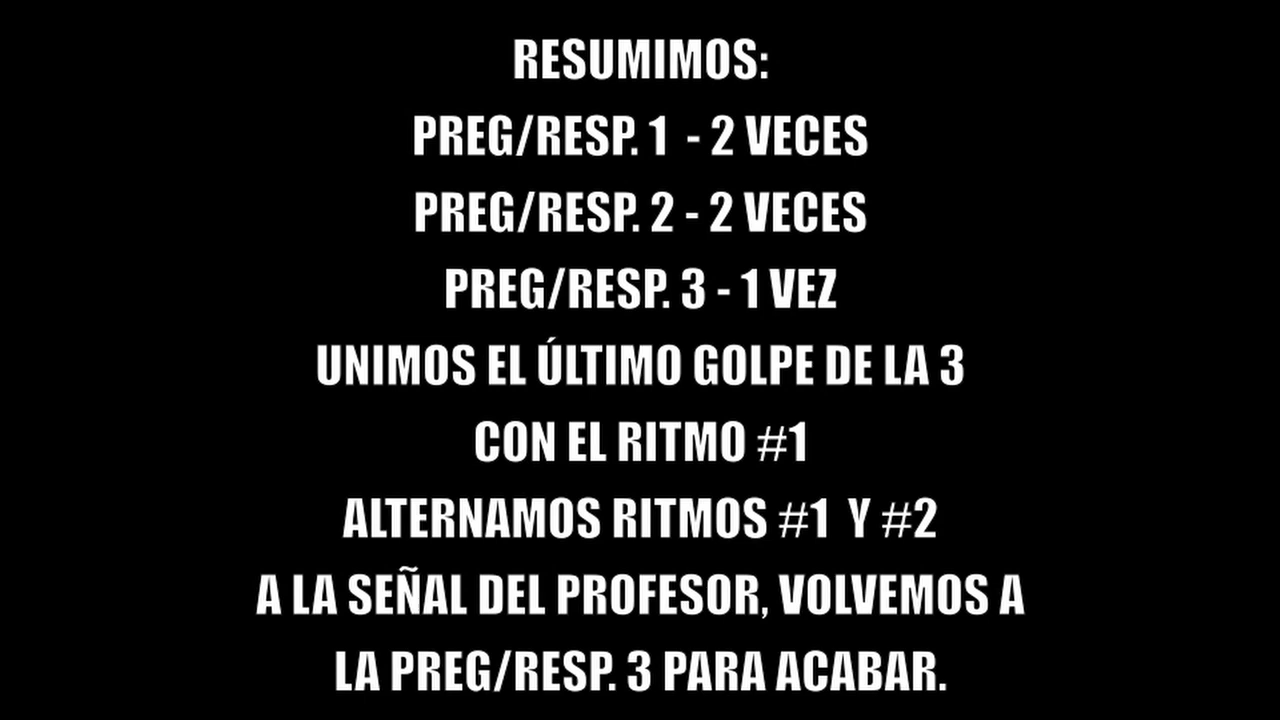 RESUMIMOS:
PREG/RESP. 1 - 2 VECES
PREG/RESP. 2 - 2 VECES
PREG/RESP. 3 - 1 VEZ
UNIMOS EL ÚLTIMO GOLPE DE LA 3
CON EL RITMO #1
ALTERNAMOS RITMOS #1 Y #2
A LA SEÑAL DEL PROFESOR, VOLVEMOS A
LA PREG/RESP. 3 PARA ACABAR.